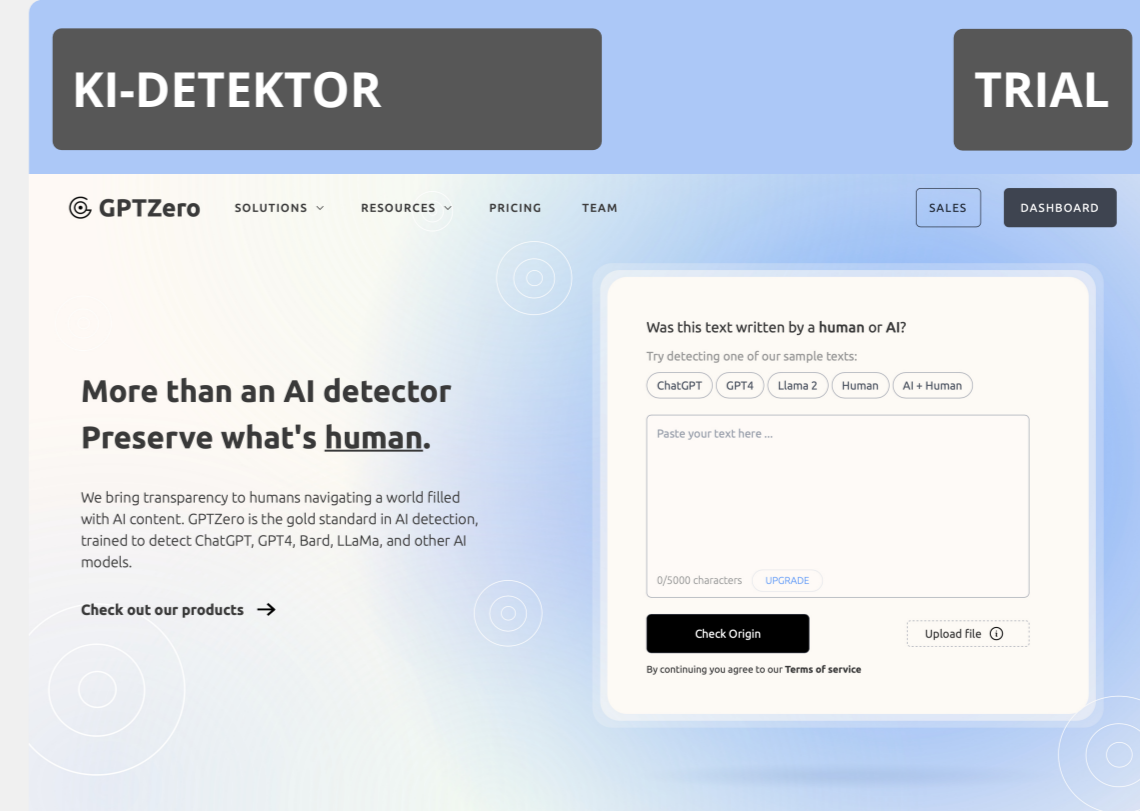 KI-DETEKTOR
TRIAL
GPTZero
SOLUTIONS
RESOURCES
PRICING
TEAM
SALES
DASHBOARD
More than an AI detector
Preserve what's human.
We bring transparency to humans navigating a world filled
with AI content. GPTZero is the gold standard in AI detection,
trained to detect ChatGPT, GPT4, Bard, LLaMa, and other AI
models.
Check out our products
Was this text written by a human or AI?
Try detecting one of our sample texts:
ChatGPT
GPT4
Llama 2
Human
AI + Human
Paste your text here ...
0/5000 characters
UPGRADE
Check Origin
Upload file
By continuing you agree to our Terms of service